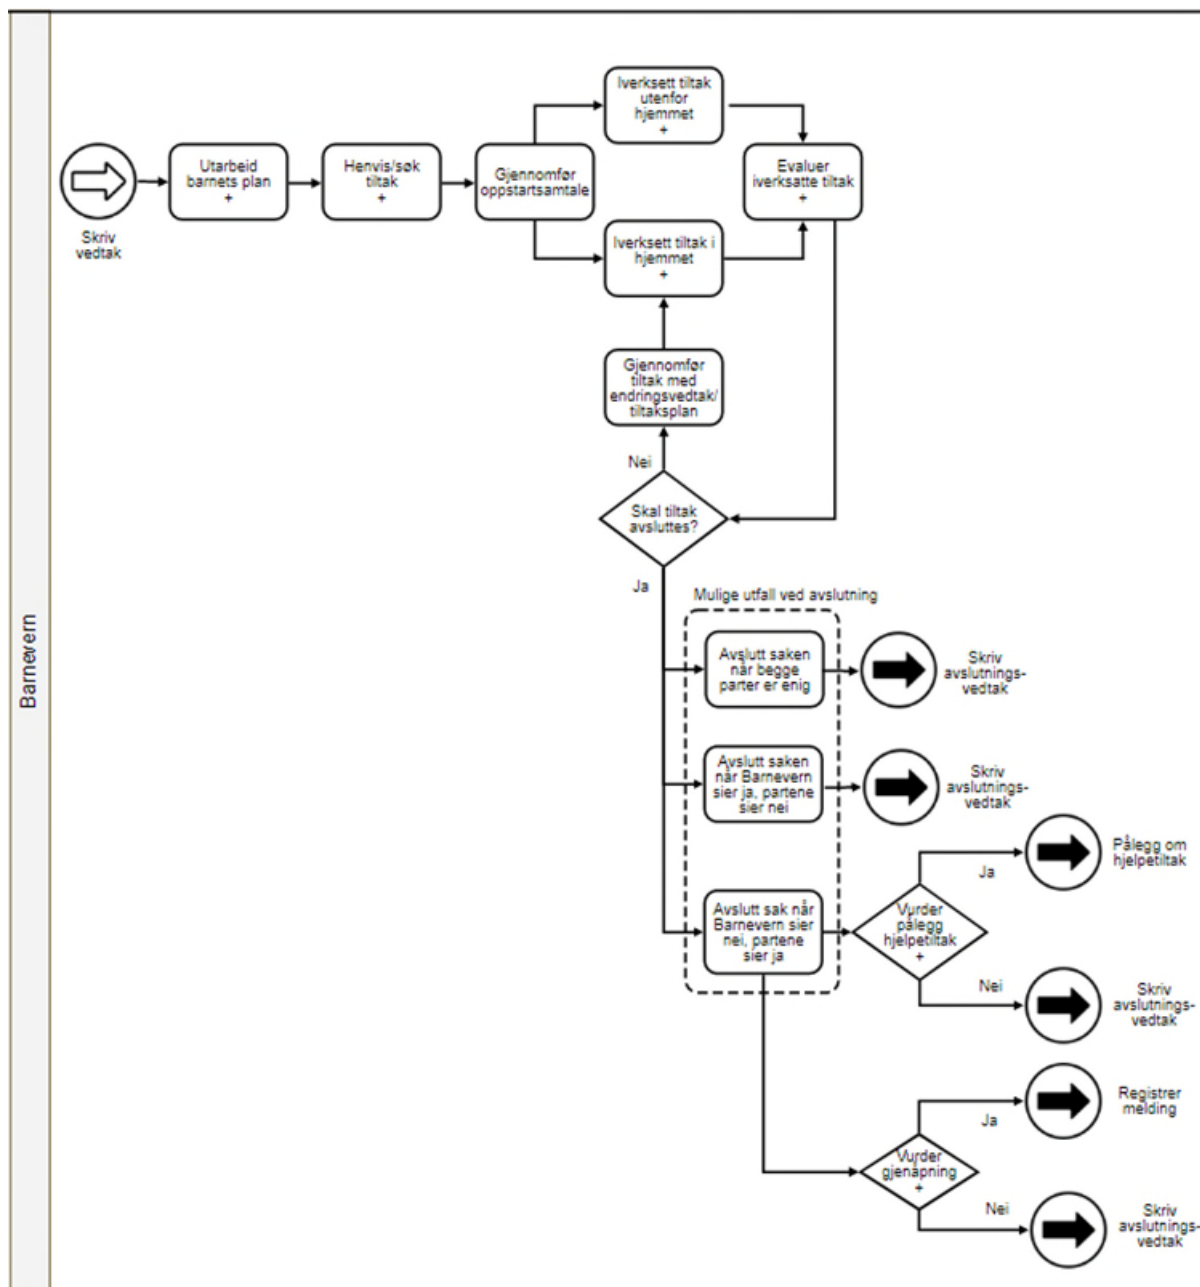 Barnevern
Skriv
vedtak
Utarbeid
barnets plan
+
Henvis/søk
tiltak
+
Gjennomfør
oppstartsamtale
Iverksett tiltak
utenfor
hjemmet
+
Iverksett tiltak i
hjemmet
+
Evaluer
iverksatte tiltak
+
Gjennomfør
tiltak med
endringsvedtak/
tiltaksplan
Nei
Skal tiltak
avsluttes?
Ja
Mulige utfall ved avslutning
Avslutt saken
når begge
parter er enig
Skriv
avslutnings-
vedtak
Avslutt saken
når Barnevern
sier ja, partene
sier nei
Skriv
avslutnings-
vedtak
Avslutt sak når
Barnevern sier
nei, partene
sier ja
Vurder
pålegg
hjelpetiltak
+
Ja
Pålegg om
hjelpetiltak
Nei
Skriv
avslutnings-
vedtak
Vurder
gjenåpning
+
Ja
Registrer
melding
Nei
Skriv
avslutnings-
vedtak